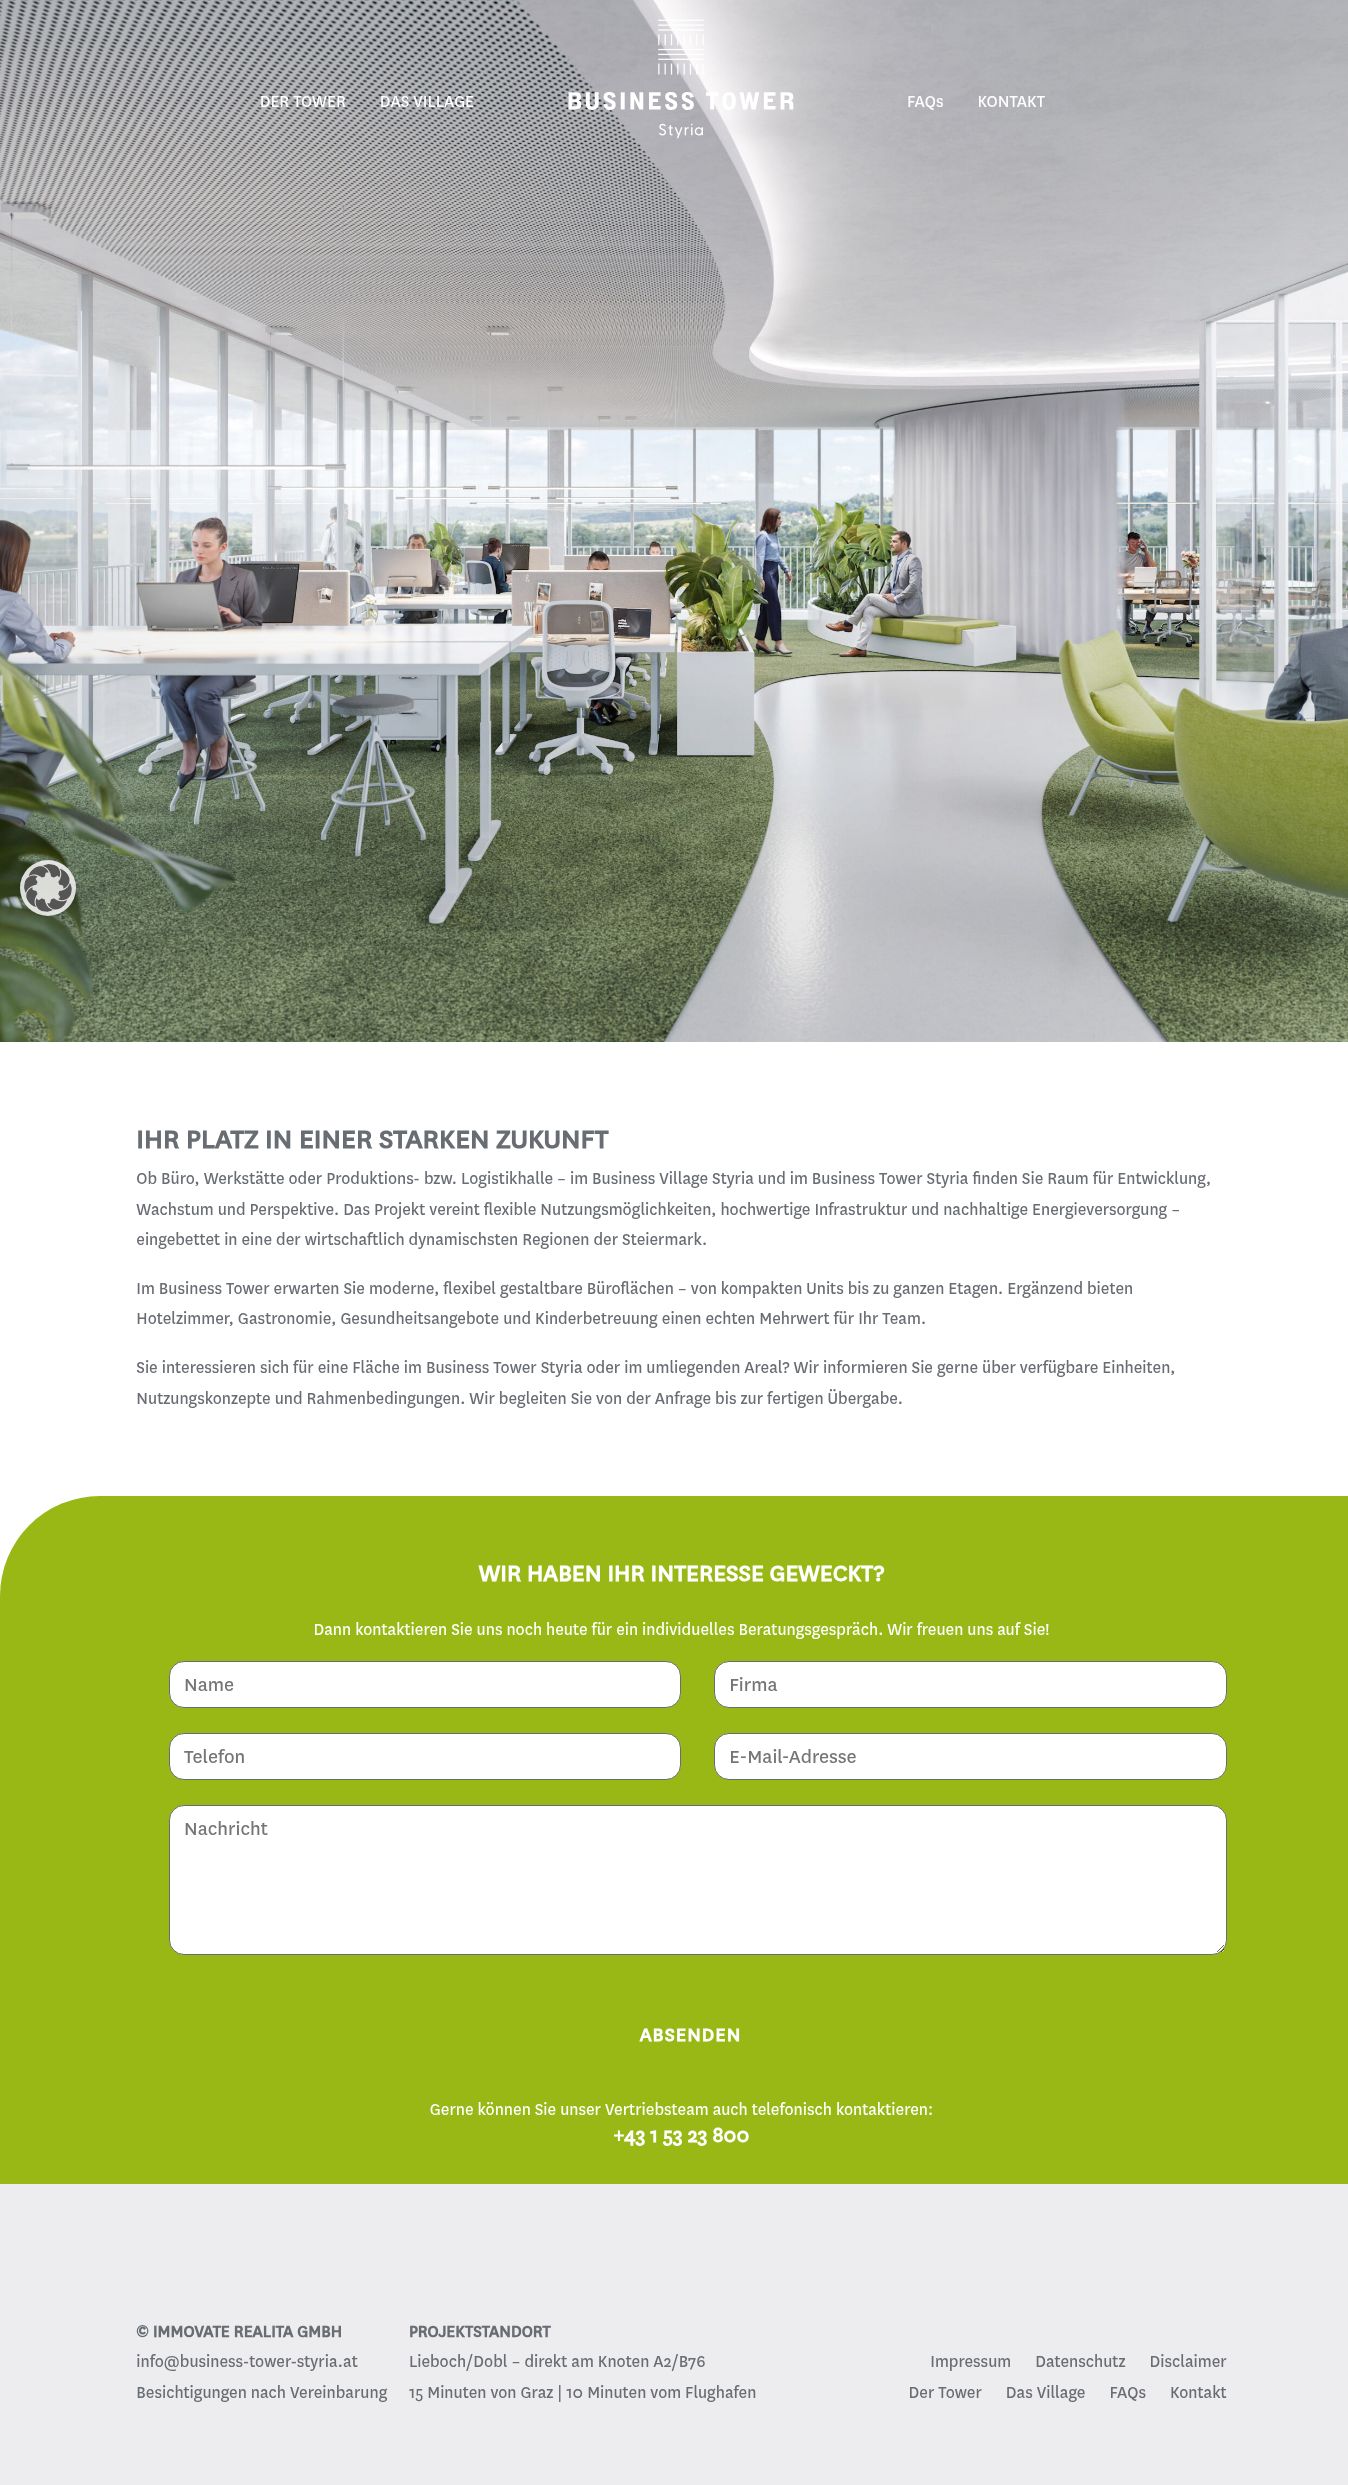 DER TOWER
DAS VILLAGE
BUSINESS TOWER
Styria
FAQs
KONTAKT
IHR PLATZ IN EINER STARKEN ZUKUNFT
Ob Büro, Werkstätte oder Produktions- bzw. Logistikhalle – im Business Village Styria und im Business Tower Styria finden Sie Raum für Entwicklung,
Wachstum und Perspektive. Das Projekt vereint flexible Nutzungsmöglichkeiten, hochwertige Infrastruktur und nachhaltige Energieversorgung –
eingebettet in eine der wirtschaftlich dynamischsten Regionen der Steiermark.
Im Business Tower erwarten Sie moderne, flexibel gestaltbare Büroflächen – von kompakten Units bis zu ganzen Etagen. Ergänzend bieten
Hotelzimmer, Gastronomie, Gesundheitsangebote und Kinderbetreuung einen echten Mehrwert für Ihr Team.
Sie interessieren sich für eine Fläche im Business Tower Styria oder im umliegenden Areal? Wir informieren Sie gerne über verfügbare Einheiten,
Nutzungskonzepte und Rahmenbedingungen. Wir begleiten Sie von der Anfrage bis zur fertigen Übergabe.
WIR HABEN IHR INTERESSE GEWECKT?
Dann kontaktieren Sie uns noch heute für ein individuelles Beratungsgespräch. Wir freuen uns auf Sie!
Name
Firma
Telefon
E-Mail-Adresse
Nachricht
ABSENDEN
Gerne können Sie unser Vertriebsteam auch telefonisch kontaktieren:
+43 1 53 23 800
© IMMOVATE REALITA GMBH
info@business-tower-styria.at
Besichtigungen nach Vereinbarung
PROJEKTSTANDORT
Lieboch/Dobl – direkt am Knoten A2/B76
15 Minuten von Graz | 10 Minuten vom Flughafen
Impressum Datenschutz Disclaimer
Der Tower Das Village FAQs Kontakt